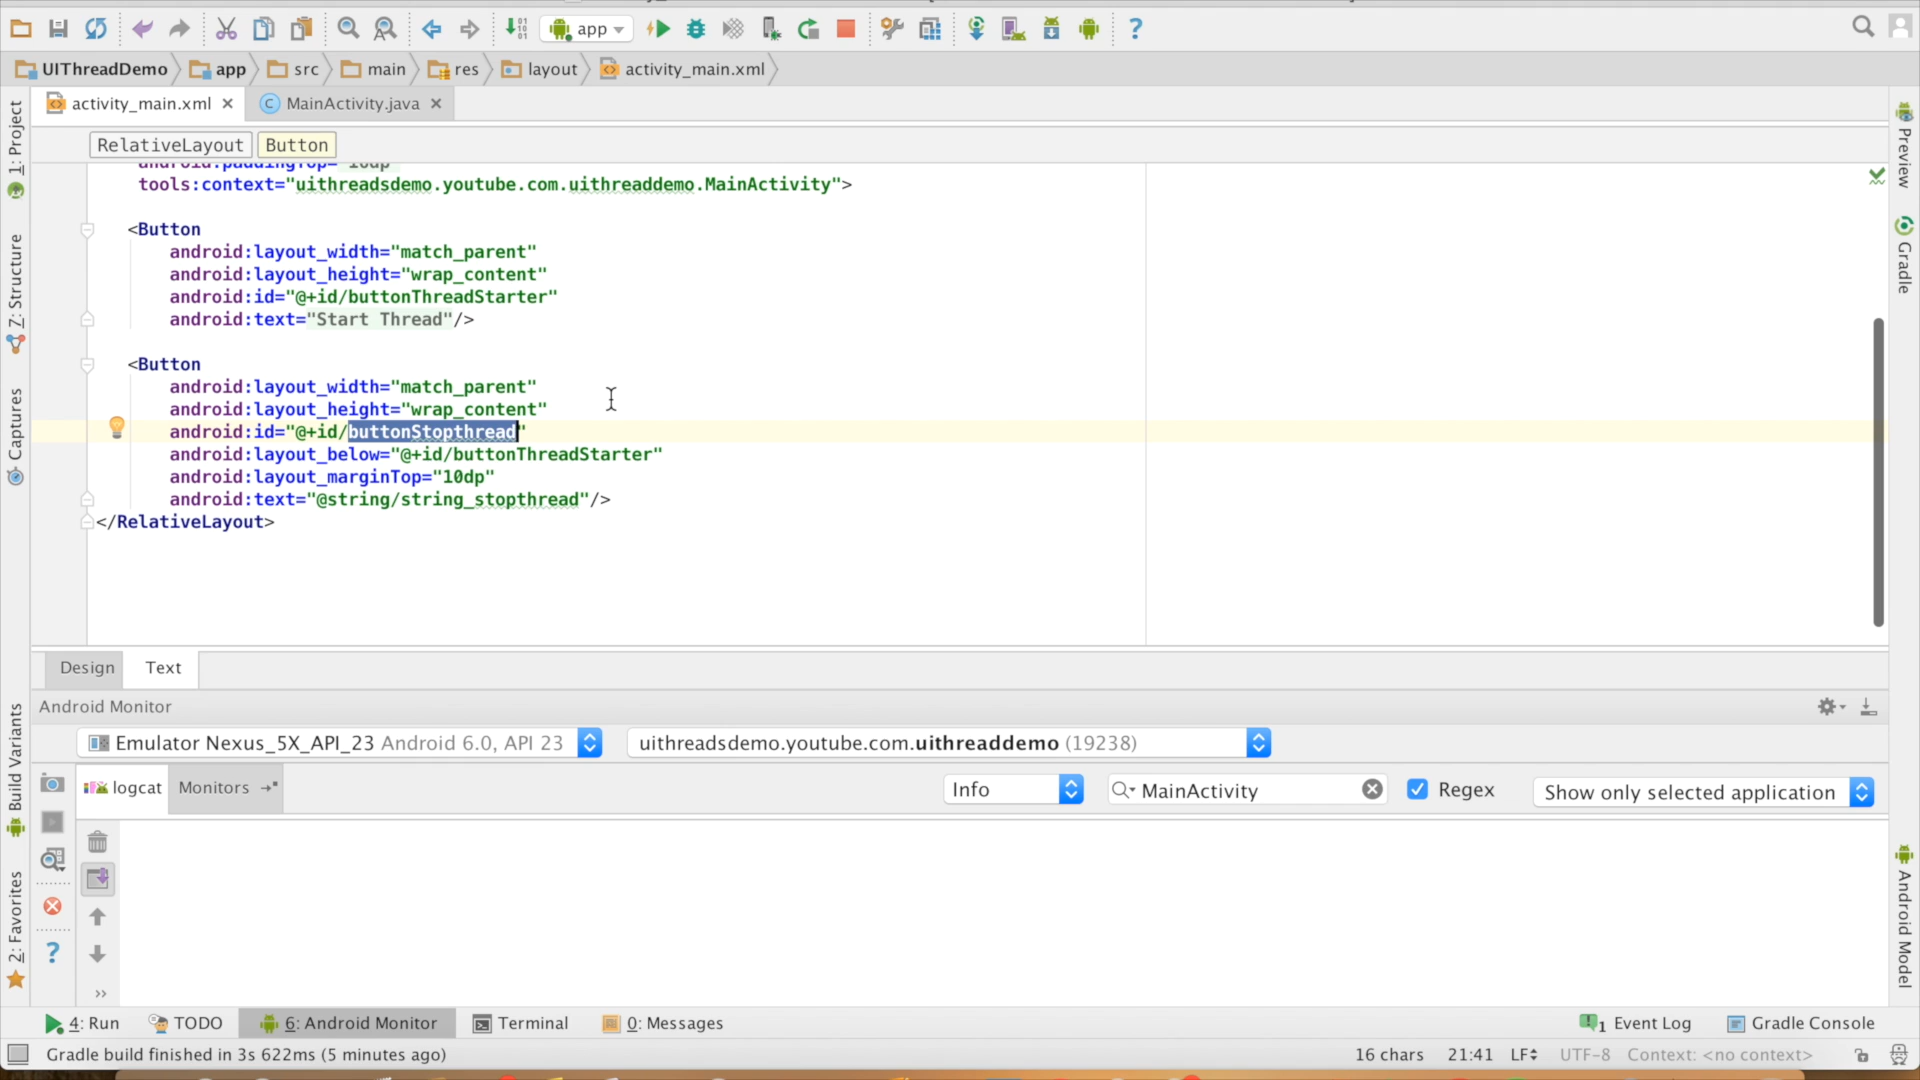 app
UIThreadDemo app src main res layout activity_main.xml
activity_main.xml MainActivity.java
RelativeLayout Button
android:paddingTop="16dp"
tools:context="uithreadsdemo.youtube.com.uithreaddemo.MainActivity">
<Button
android:layout_width="match_parent"
android:layout_height="wrap_content"
android:id="@+id/buttonThreadStarter"
android:text="Start Thread"/>
<Button
android:layout_width="match_parent"
android:layout_height="wrap_content"
android:id="@+id/buttonStopthread"
android:layout_below="@+id/buttonThreadStarter"
android:layout_marginTop="10dp"
android:text="@string/string_stopthread"/>
</RelativeLayout>
Design Text
Android Monitor
Emulator Nexus_5X_API_23 Android 6.0, API 23 uithreadsdemo.youtube.com.uithreaddemo (19238)
logcat Monitors Info MainActivity Regex Show only selected application
4: Run TODO 6: Android Monitor Terminal 0: Messages 1 Event Log Gradle Console
Gradle build finished in 3s 622ms (5 minutes ago) 16 chars 21:41 LF UTF-8 Context: <no context>
1: Project
7: Structure
Captures
Build Variants
2: Favorites
Preview
Gradle
Android Model